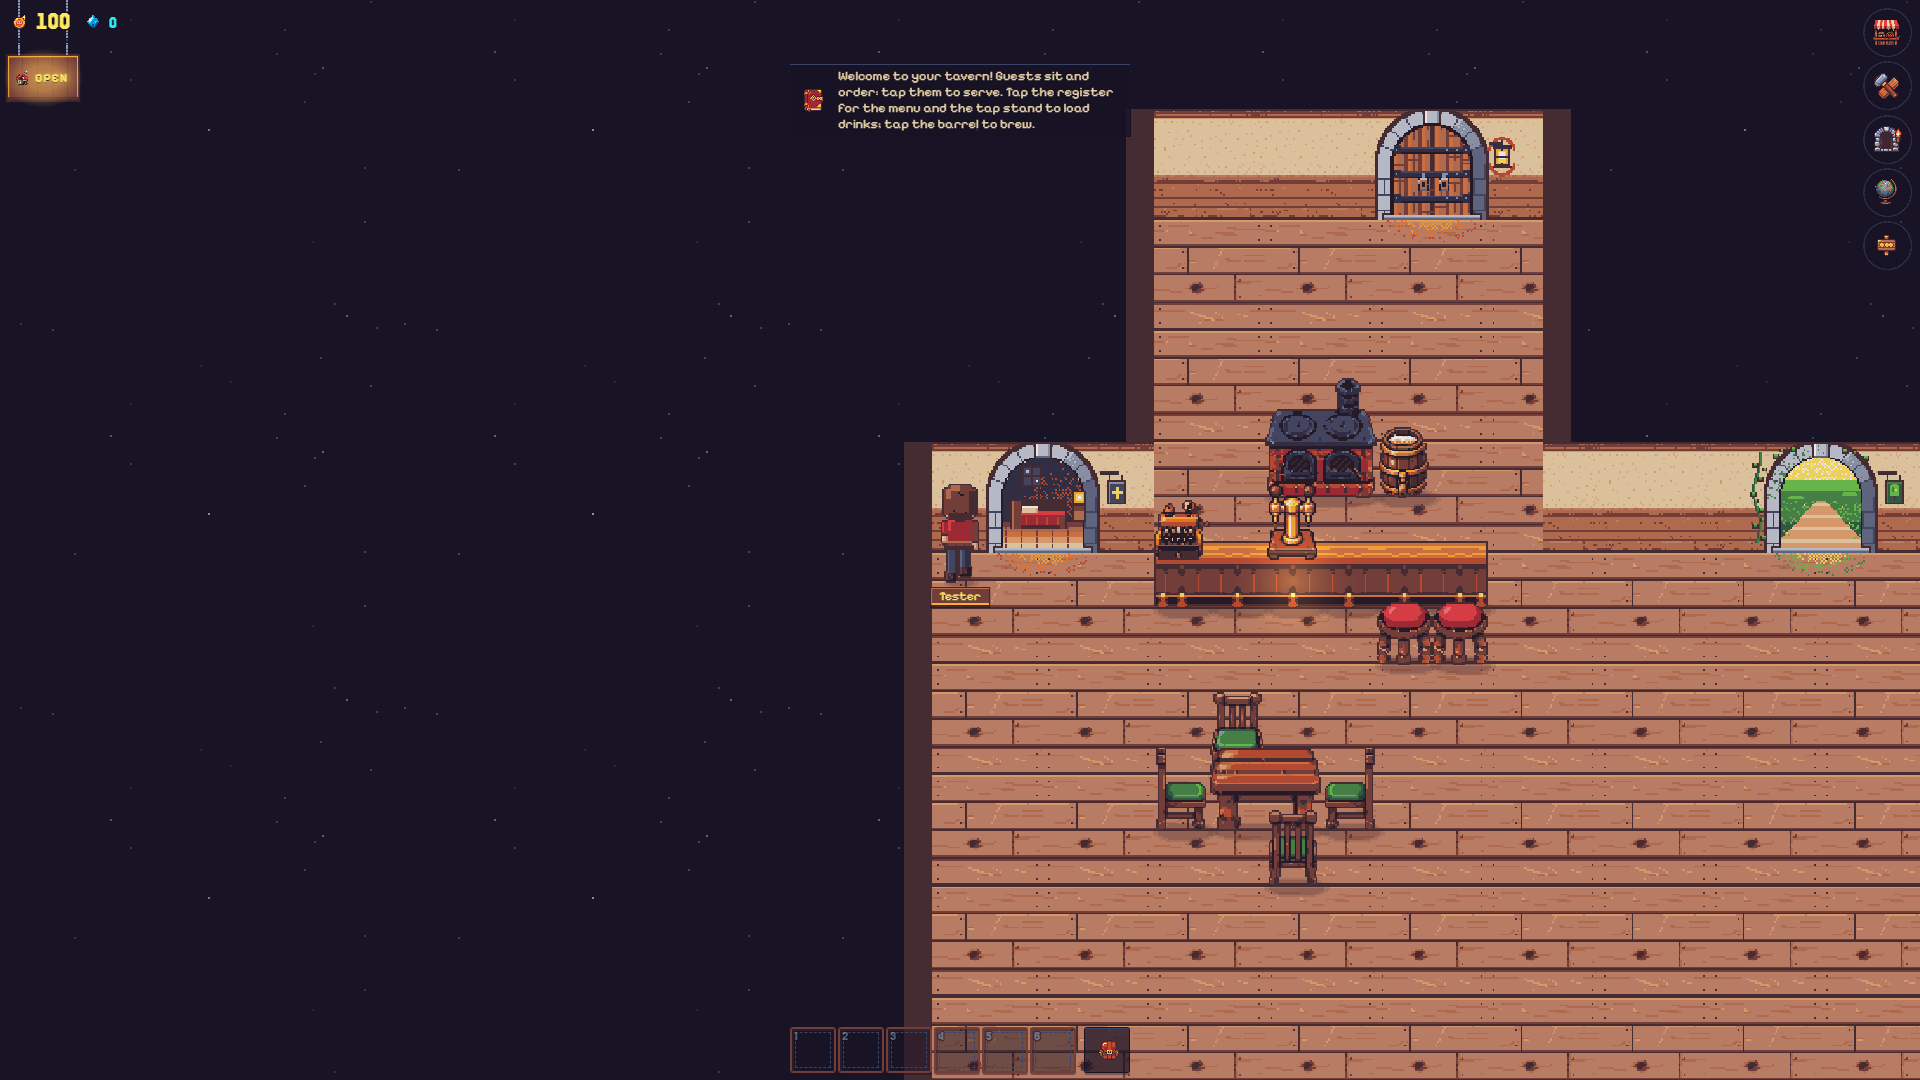 100
0
OPEN
Welcome to your tavern! Guests sit and
order: tap them to serve. Tap the register
for the menu and the tap stand to load
drinks; tap the barrel to brew.
Tester
1
2
3
4
5
6